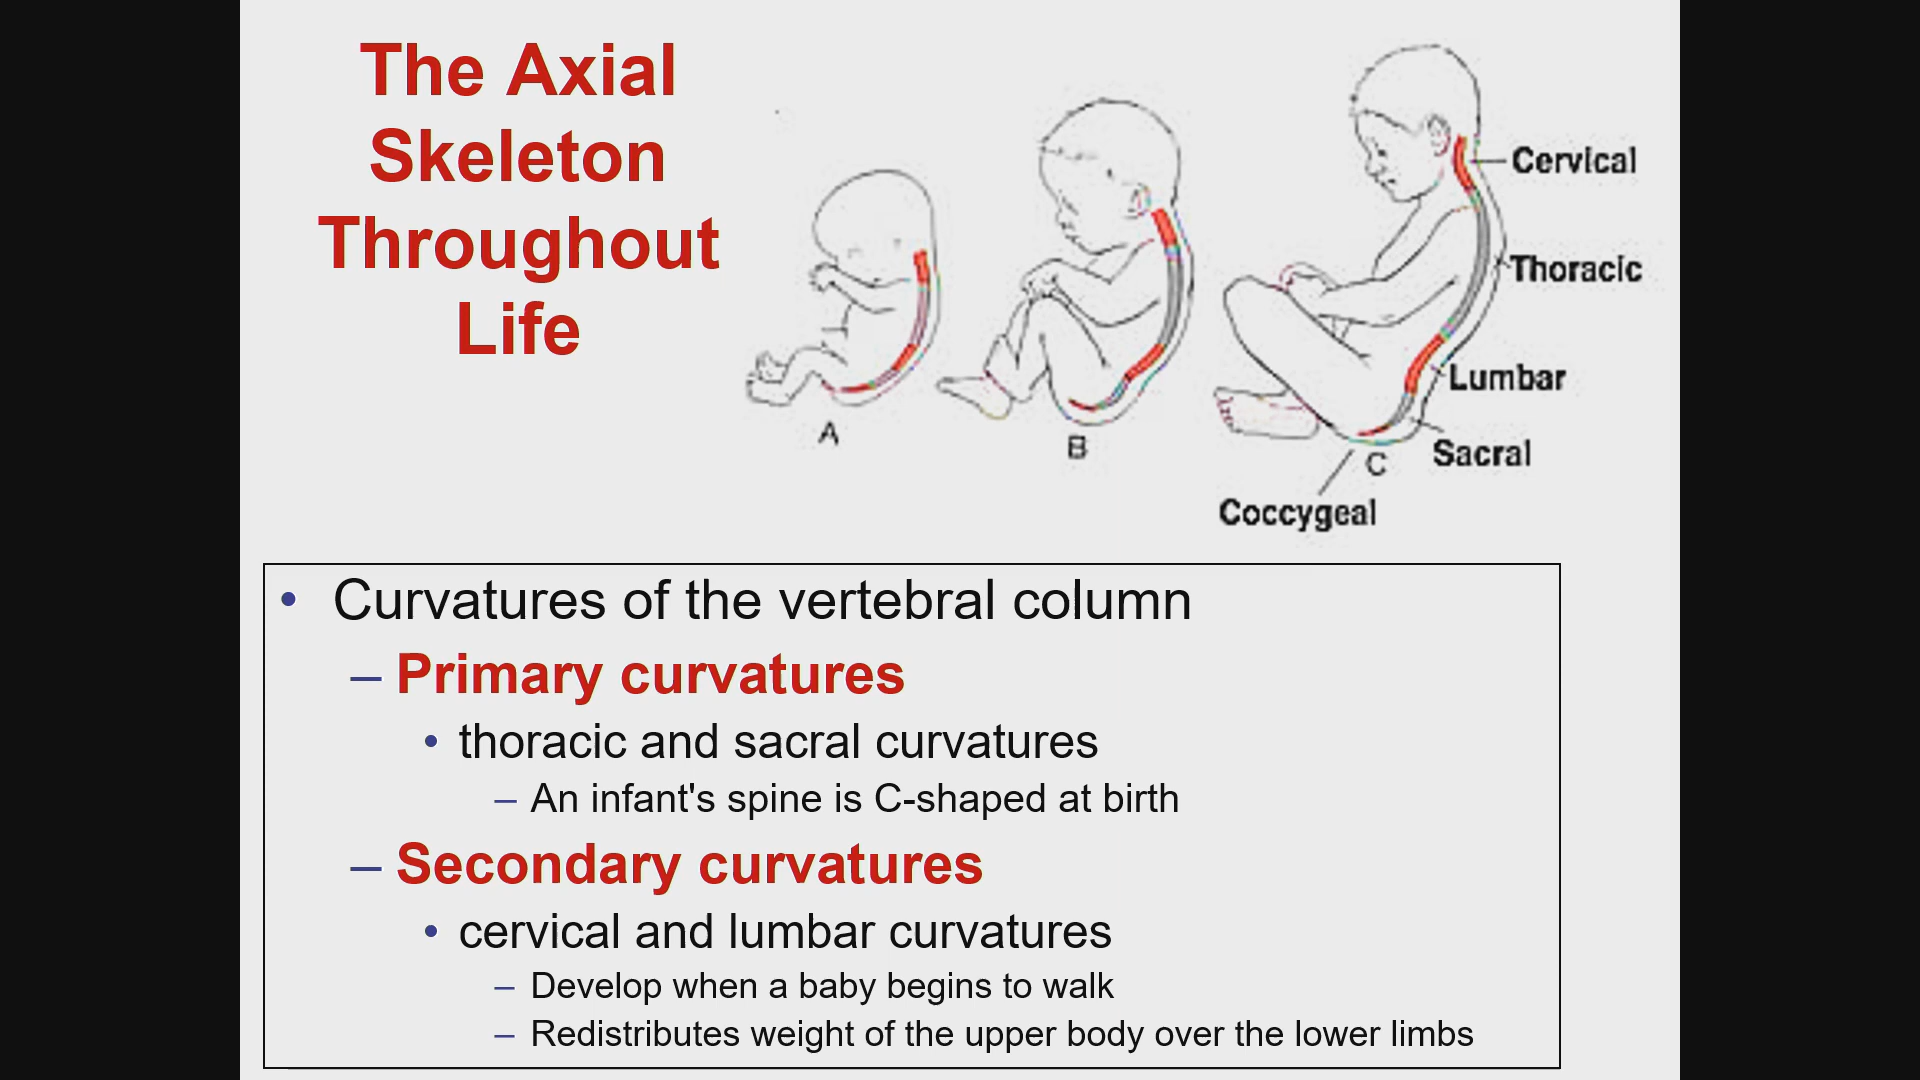 The Axial
Skeleton
Throughout
Life
Cervical
Thoracic
Lumbar
Sacral
Coccygeal
A
B
C
• Curvatures of the vertebral column
– Primary curvatures
• thoracic and sacral curvatures
– An infant's spine is C-shaped at birth
– Secondary curvatures
• cervical and lumbar curvatures
– Develop when a baby begins to walk
– Redistributes weight of the upper body over the lower limbs